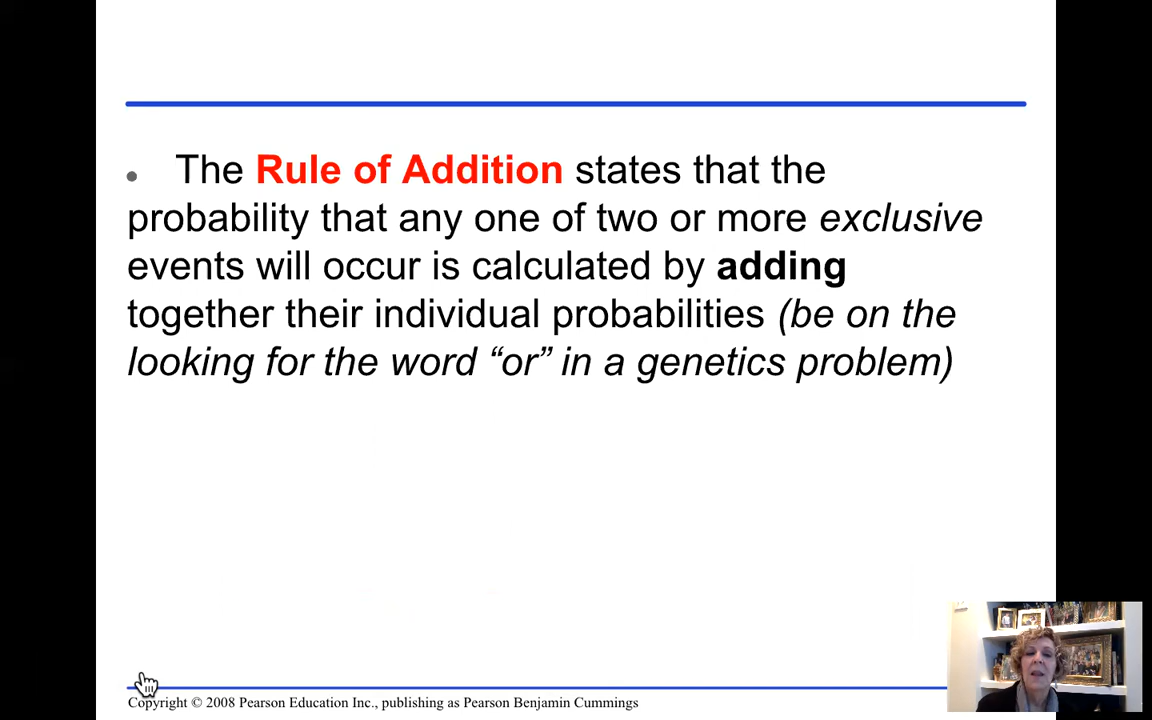 • The Rule of Addition states that the
probability that any one of two or more exclusive
events will occur is calculated by adding
together their individual probabilities (be on the
looking for the word “or” in a genetics problem)
Copyright © 2008 Pearson Education Inc., publishing as Pearson Benjamin Cummings